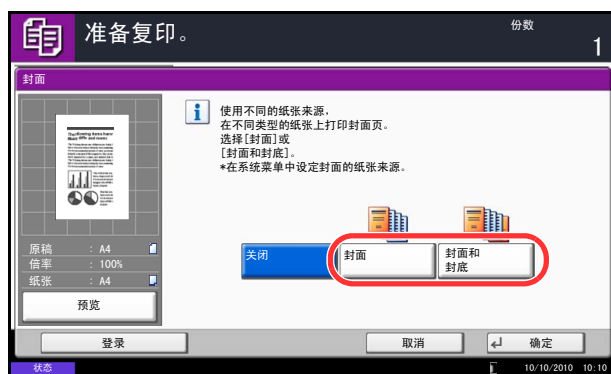 准备复印。
份数
1
封面
使用不同的纸张来源，
在不同类型的纸张上打印封面页。
选择[封面]或
[封面和封底]。
*在系统菜单中设定封面的纸张来源。
原稿 : A4
倍率 : 100%
纸张 : A4
预览
关闭
封面
封面和
封底
登录
取消
确定
状态
10/10/2010 10:10